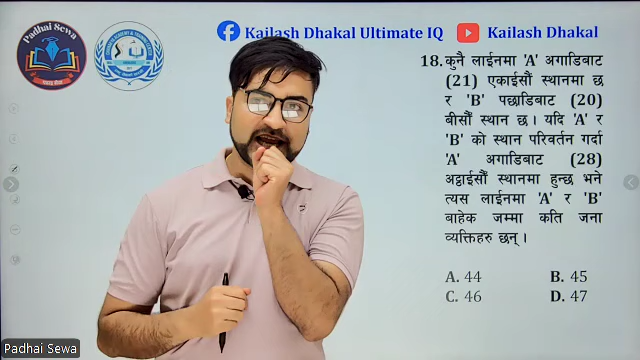 Padhai Sewa
Kailash Dhakal Ultimate IQ
Kailash Dhakal
18. कुनै लाईनमा 'A' अगाडिबाट
(21) एकाईसौं स्थानमा छ
र 'B' पछाडिबाट (20)
बीसौँ स्थान छ। यदि 'A' र
'B' को स्थान परिवर्तन गर्दा
'A' अगाडिबाट (28)
अट्ठाईसौँ स्थानमा हुन्छ भने
त्यस लाईनमा 'A' र 'B'
बाहेक जम्मा कति जना
व्यक्तिहरु छन्।
A. 44 B. 45
C. 46 D. 47
Padhai Sewa